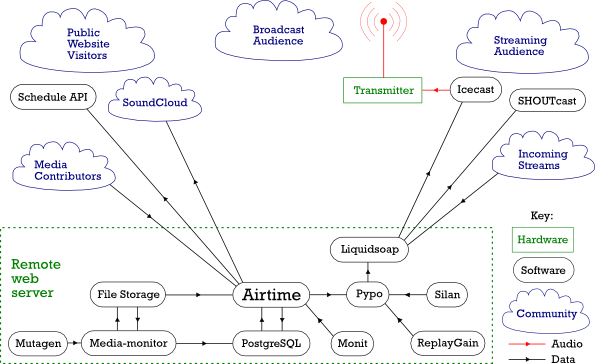 Public
Website
Visitors
Broadcast
Audience
Streaming
Audience
Schedule API
SoundCloud
Transmitter
Icecast
SHOUTcast
Media
Contributors
Incoming
Streams
Key:
Hardware
Software
Community
Audio
Data
Liquidsoap
Remote
web
server
File Storage
Airtime
Pypo
Silan
Mutagen
Media-monitor
PostgreSQL
Monit
ReplayGain